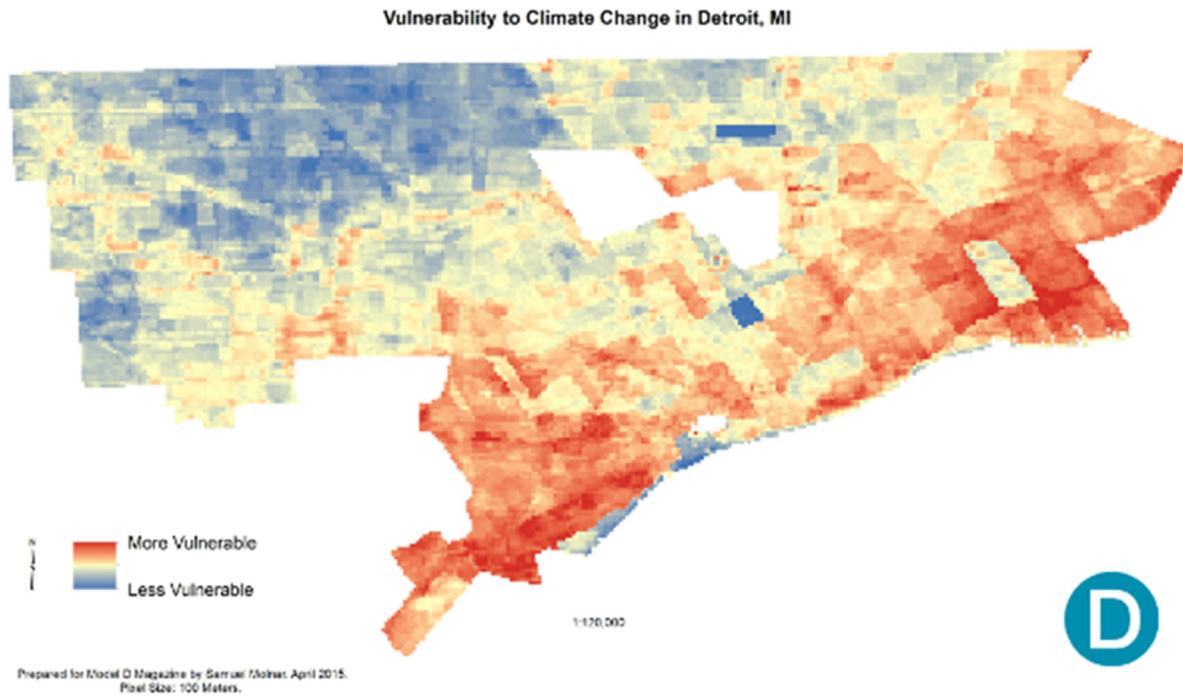 Vulnerability to Climate Change in Detroit, MI
N
More Vulnerable
Less Vulnerable
1:120,000
D
Prepared for Model D Magazine by Samuel Molnar. April 2015.
Pixel Size: 100 Meters.